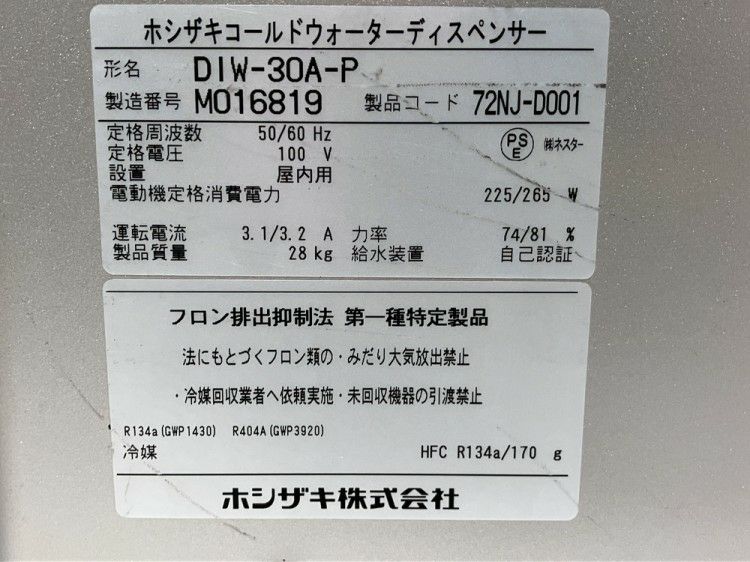 ホシザキコールドウォーターディスペンサー
形名 DIW-30A-P
製造番号 M016819 製品コード 72NJ-D001
定格周波数 50/60 Hz
定格電圧 100 V
PS E ㈱ネスター
設置 屋内用
電動機定格消費電力 225/265 W
運転電流 3.1/3.2 A 力率 74/81 %
製品質量 28 kg 給水装置 自己認証
フロン排出抑制法 第一種特定製品
法にもとづくフロン類の・みだり大気放出禁止
・冷媒回収業者へ依頼実施・未回収機器の引渡禁止
R134a(GWP1430) R404A(GWP3920)
冷媒 HFC R134a/170 g
ホシザキ株式会社